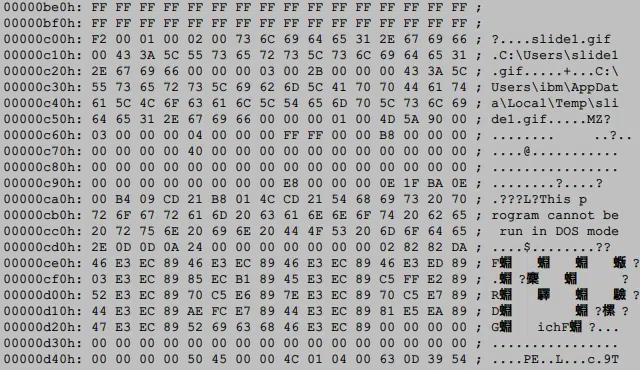 00000be0h: FF FF FF FF FF FF FF FF FF FF FF FF FF FF FF FF ;
00000bf0h: FF FF FF FF FF FF FF FF FF FF FF FF FF FF FF FF ;
00000c00h: F2 00 01 00 02 00 73 6C 69 64 65 31 2E 67 69 66 ; ?....slide1.gif
00000c10h: 00 43 3A 5C 55 73 65 72 73 5C 73 6C 69 64 65 31 ; .C:\Users\slide1
00000c20h: 2E 67 69 66 00 00 00 03 00 2B 00 00 00 43 3A 5C ; .gif.....+...C:\
00000c30h: 55 73 65 72 73 5C 69 62 6D 5C 41 70 70 44 61 74 ; Users\ibm\AppDat
00000c40h: 61 5C 4C 6F 63 61 6C 5C 54 65 6D 70 5C 73 6C 69 ; a\Local\Temp\sli
00000c50h: 64 65 31 2E 67 69 66 00 00 00 01 00 4D 5A 90 00 ; de1.gif.....MZ?
00000c60h: 03 00 00 00 04 00 00 00 FF FF 00 00 B8 00 00 00 ; ........ ..?..
00000c70h: 00 00 00 00 40 00 00 00 00 00 00 00 00 00 00 00 ; ....@...........
00000c80h: 00 00 00 00 00 00 00 00 00 00 00 00 00 00 00 00 ; ................
00000c90h: 00 00 00 00 00 00 00 00 E8 00 00 00 0E 1F BA 0E ; ........?....?
00000ca0h: 00 B4 09 CD 21 B8 01 4C CD 21 54 68 69 73 20 70 ; .???L?This p
00000cb0h: 72 6F 67 72 61 6D 20 63 61 6E 6E 6F 74 20 62 65 ; rogram cannot be
00000cc0h: 20 72 75 6E 20 69 6E 20 44 4F 53 20 6D 6F 64 65 ; run in DOS mode
00000cd0h: 2E 0D 0D 0A 24 00 00 00 00 00 00 00 02 82 82 DA ; ....$.......??
00000ce0h: 46 E3 EC 89 46 E3 EC 89 46 E3 EC 89 46 E3 ED 89 ;
00000cf0h: 03 E3 EC 89 85 EC B1 89 45 E3 EC 89 C5 FF E2 89 ;
00000d00h: 52 E3 EC 89 70 C5 E6 89 7E E3 EC 89 70 C5 E7 89 ;
00000d10h: 44 E3 EC 89 AE FC E7 89 44 E3 EC 89 81 E5 EA 89 ;
00000d20h: 47 E3 EC 89 52 69 63 68 46 E3 EC 89 00 00 00 00 ;
00000d30h: 00 00 00 00 00 00 00 00 00 00 00 00 00 00 00 00 ; ................
00000d40h: 00 00 00 00 50 45 00 00 4C 01 04 00 63 0D 39 54 ; ....PE..L...c.9T